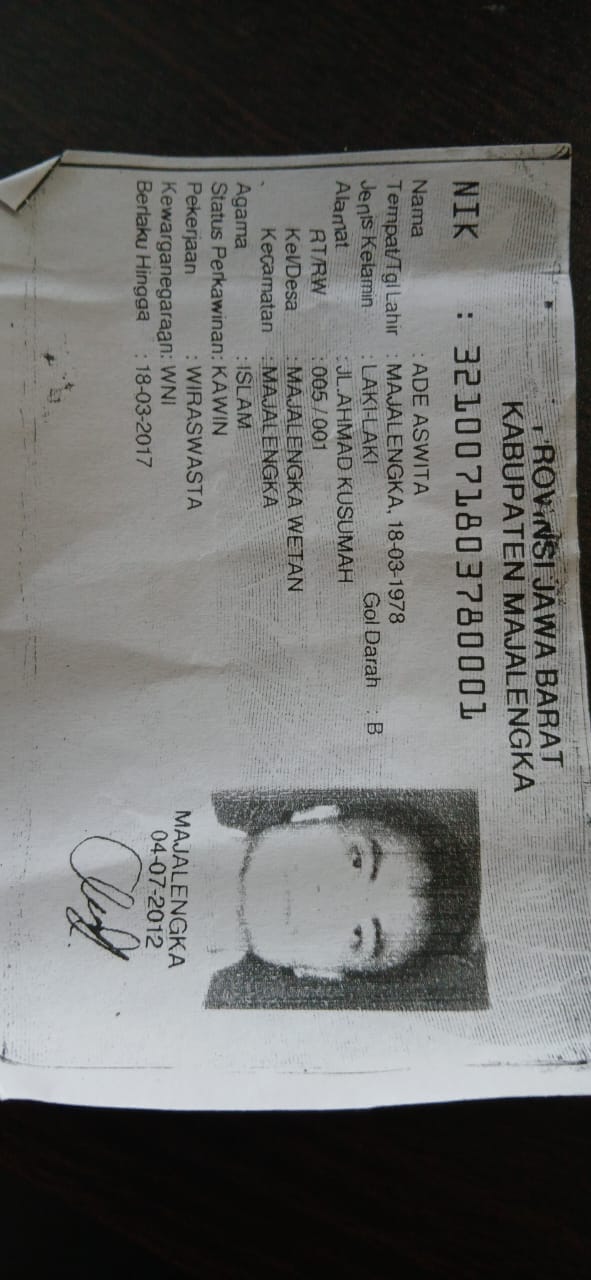 PROVINSI JAWA BARAT
KABUPATEN MAJALENGKA
NIK : 3210071803780001
Nama : ADE ASWITA
Tempat/Tgl Lahir : MAJALENGKA, 18-03-1978
Jenis Kelamin : LAKI-LAKI Gol Darah : B
Alamat : JL.AHMAD KUSUMAH
RT/RW : 005 / 001
Kel/Desa : MAJALENGKA WETAN
Kecamatan : MAJALENGKA
Agama : ISLAM
Status Perkawinan: KAWIN
Pekerjaan : WIRASWASTA
Kewarganegaraan: WNI
Berlaku Hingga : 18-03-2017
MAJALENGKA
04-07-2012